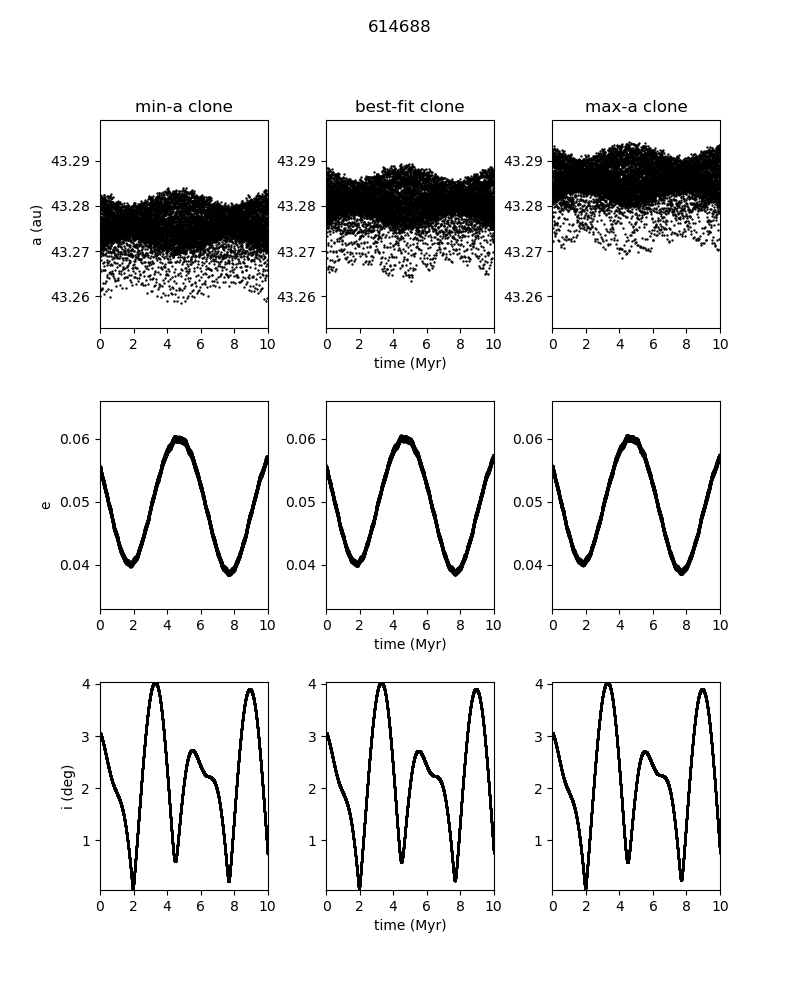 614688
min-a clone best-fit clone max-a clone
43.29 43.29 43.29
43.28 43.28 43.28
a (au)
43.27 43.27 43.27
43.26 43.26 43.26
0 2 4 6 8 10 0 2 4 6 8 10 0 2 4 6 8 10
time (Myr)
0.06 0.06 0.06
e
0.05 0.05 0.05
0.04 0.04 0.04
0 2 4 6 8 10 0 2 4 6 8 10 0 2 4 6 8 10
time (Myr)
4 4 4
3 3 3
i (deg)
2 2 2
1 1 1
0 2 4 6 8 10 0 2 4 6 8 10 0 2 4 6 8 10
time (Myr)